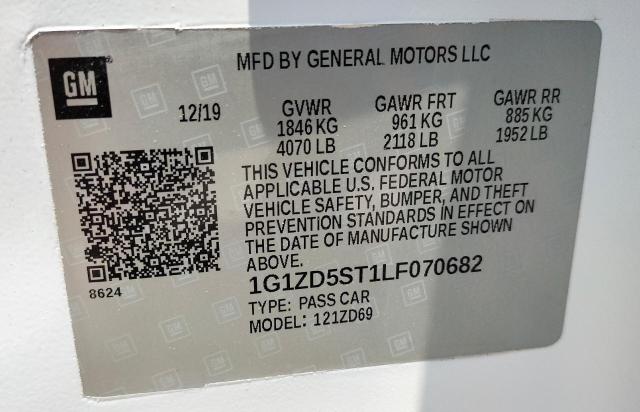 GM
MFD BY GENERAL MOTORS LLC
12/19
GVWR
1846 KG
4070 LB
GAWR FRT
961 KG
2118 LB
GAWR RR
885 KG
1952 LB
THIS VEHICLE CONFORMS TO ALL
APPLICABLE U.S. FEDERAL MOTOR
VEHICLE SAFETY, BUMPER, AND THEFT
PREVENTION STANDARDS IN EFFECT ON
THE DATE OF MANUFACTURE SHOWN
ABOVE.
8624
1G1ZD5ST1LF070682
TYPE: PASS CAR
MODEL: 121ZD69